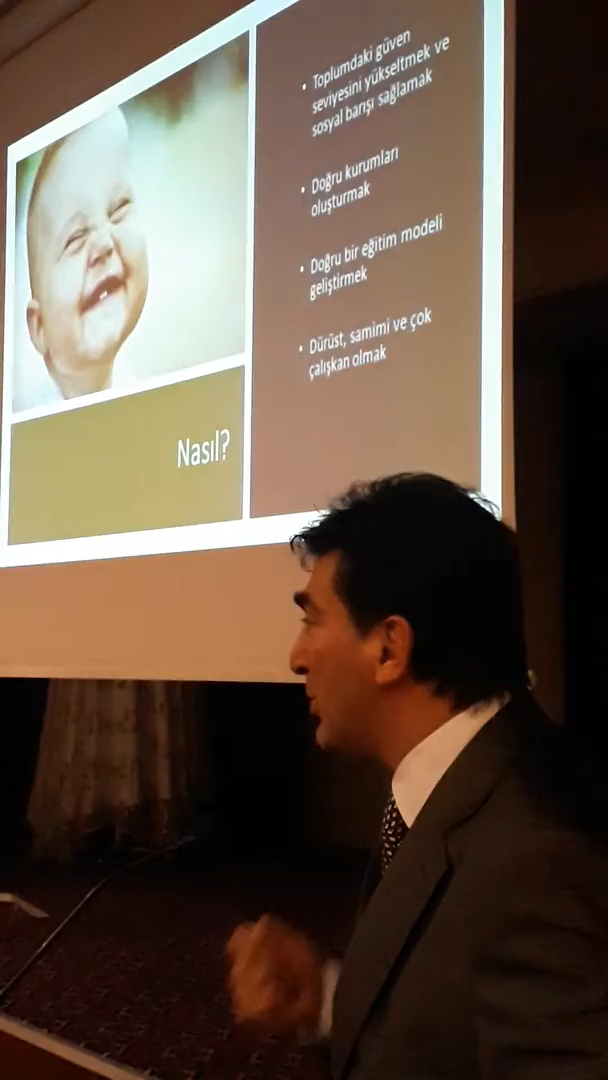 • Toplumdaki güven
seviyesini yükseltmek ve
sosyal barışı sağlamak
• Doğru kurumları
oluşturmak
• Doğru bir eğitim modeli
geliştirmek
• Dürüst, samimi ve çok
çalışkan olmak
Nasıl?